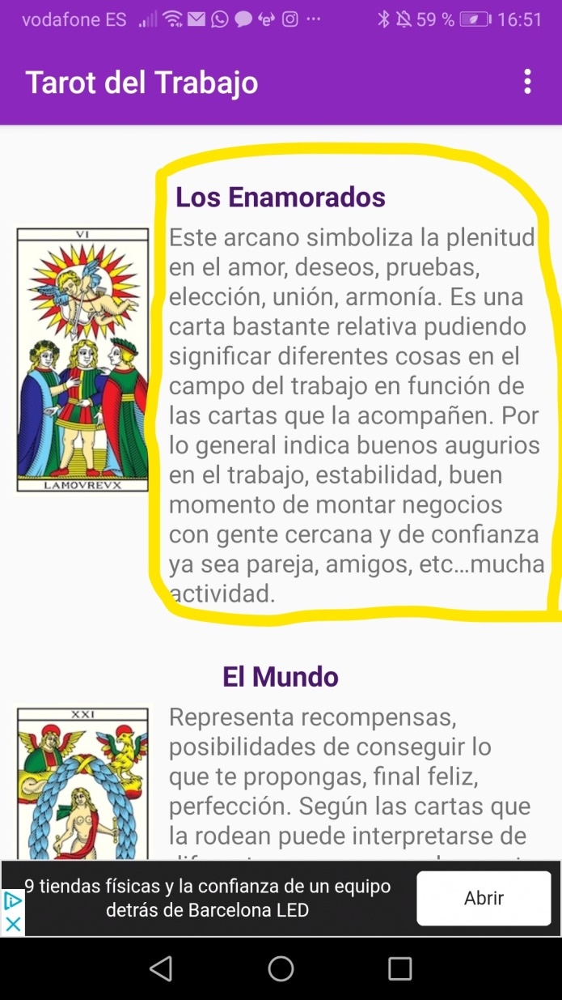 vodafone ES
59 %
16:51
Tarot del Trabajo
Los Enamorados
VI
LAMOVREVX
Este arcano simboliza la plenitud
en el amor, deseos, pruebas,
elección, unión, armonía. Es una
carta bastante relativa pudiendo
significar diferentes cosas en el
campo del trabajo en función de
las cartas que la acompañen. Por
lo general indica buenos augurios
en el trabajo, estabilidad, buen
momento de montar negocios
con gente cercana y de confianza
ya sea pareja, amigos, etc...mucha
actividad.
El Mundo
XXI
Representa recompensas,
posibilidades de conseguir lo
que te propongas, final feliz,
perfección. Según las cartas que
la rodean puede interpretarse de
9 tiendas físicas y la confianza de un equipo
detrás de Barcelona LED
Abrir